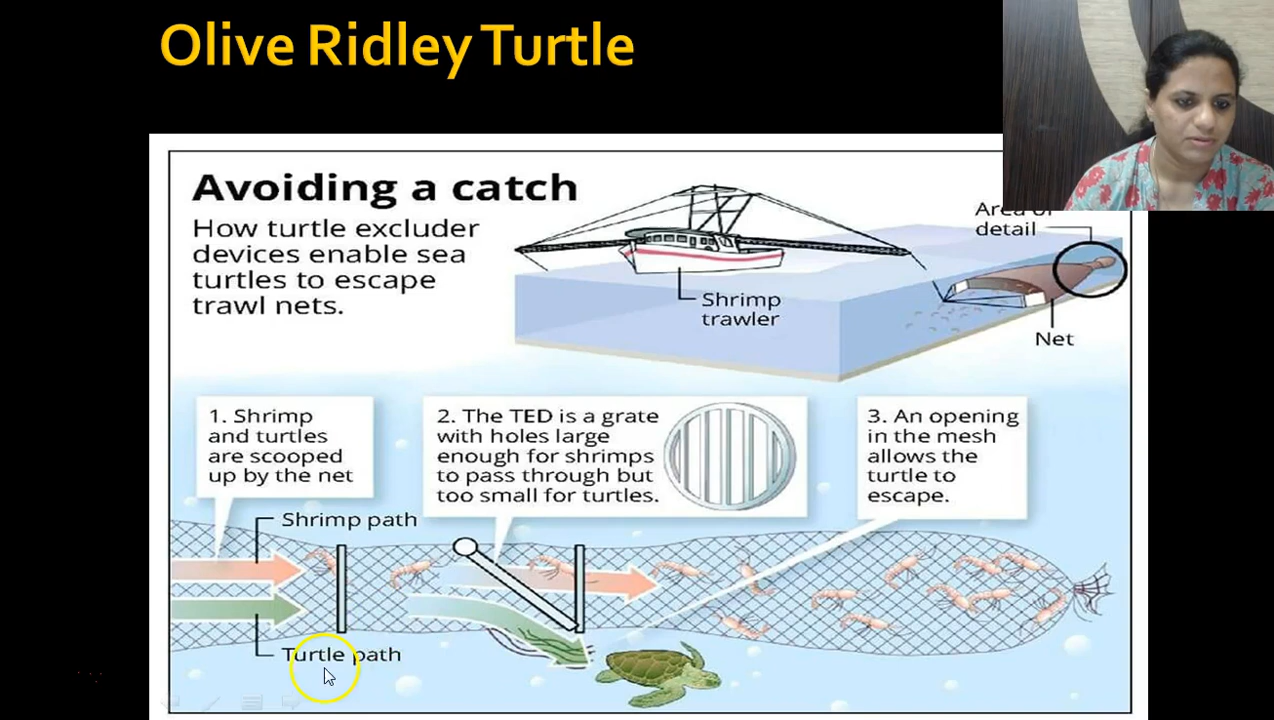 Olive Ridley Turtle
Avoiding a catch
How turtle excluder
devices enable sea
turtles to escape
trawl nets.
Area of
detail
Shrimp
trawler
Net
1. Shrimp
and turtles
are scooped
up by the net
2. The TED is a grate
with holes large
enough for shrimps
to pass through but
too small for turtles.
3. An opening
in the mesh
allows the
turtle to
escape.
Shrimp path
Turtle path